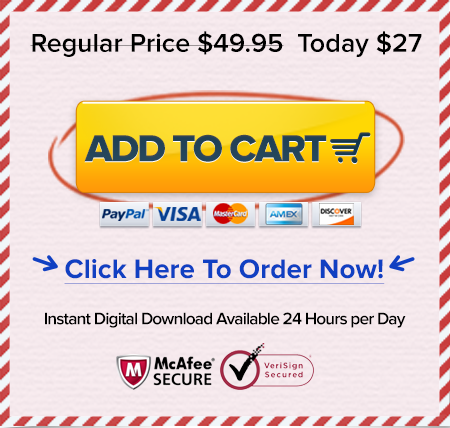 Regular Price $49.95 Today $27
ADD TO CART
PayPal VISA MasterCard AMEX DISCOVER
Click Here To Order Now!
Instant Digital Download Available 24 Hours per Day
M McAfee® VeriSign
SECURE Secured